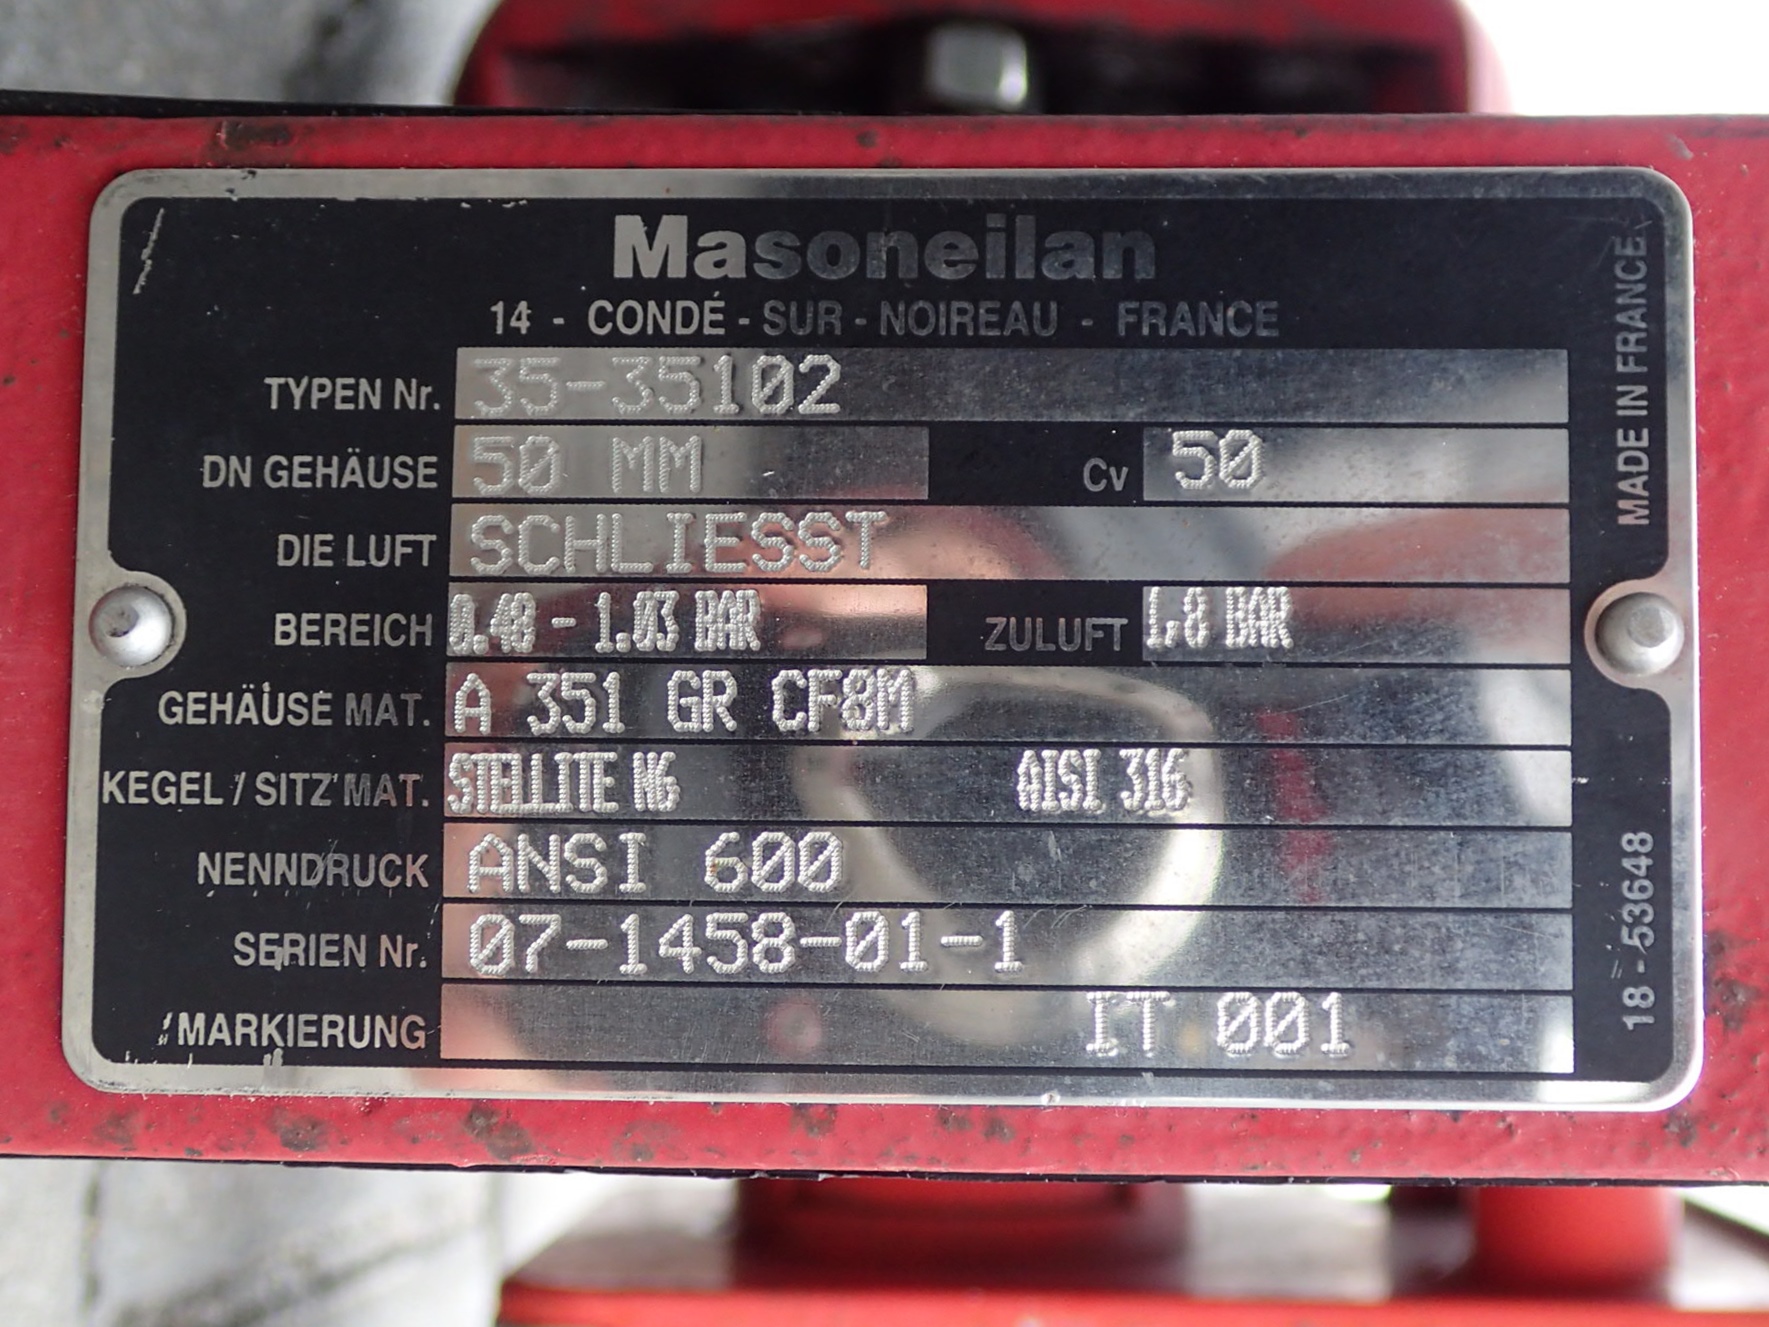 Masoneilan
14 - CONDÉ - SUR - NOIREAU - FRANCE
TYPEN Nr. 35-35102
DN GEHÄUSE 50 MM Cv 50
DIE LUFT SCHLIESST
BEREICH 0.48 - 1.03 BAR ZULUFT 1,8 BAR
GEHÄUSE MAT. A 351 GR CF8M
KEGEL / SITZ MAT. STELLITE N6 AISI 316
NENNDRUCK ANSI 600
SERIEN Nr. 07-1458-01-1
MARKIERUNG IT 001
MADE IN FRANCE
18 - 53648